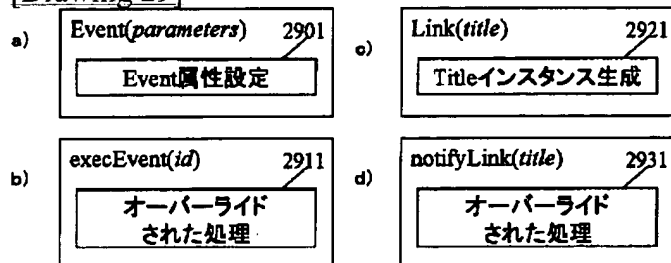 [Drawing 29]
a) Event(parameters) 2901
Event属性設定
c) Link(title) 2921
Titleインスタンス生成
b) execEvent(id) 2911
オーバーライド
された処理
d) notifyLink(title) 2931
オーバーライド
された処理